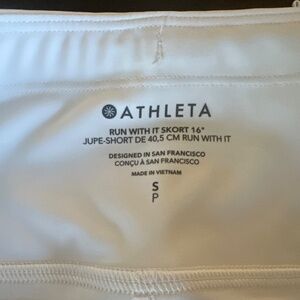 ATHLETA
RUN WITH IT SKORT 16"
JUPE-SHORT DE 40,5 CM RUN WITH IT
DESIGNED IN SAN FRANCISCO
CONÇU À SAN FRANCISCO
MADE IN VIETNAM
S
P